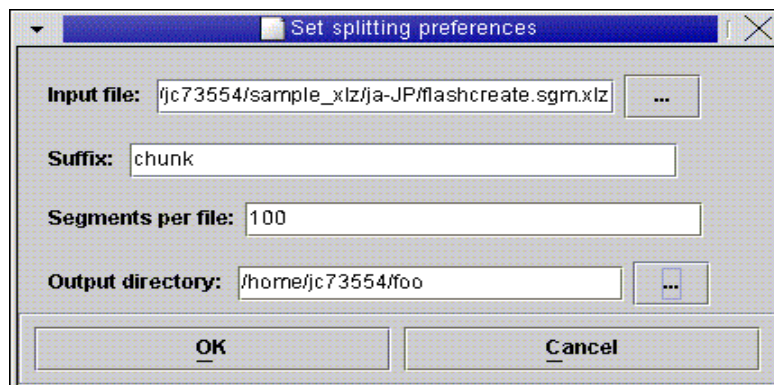 Set splitting preferences
Input file: /jc73554/sample_xlz/ja-JP/flashcreate.sgm.xlz ...
Suffix: chunk
Segments per file: 100
Output directory: /home/jc73554/foo ...
OK Cancel